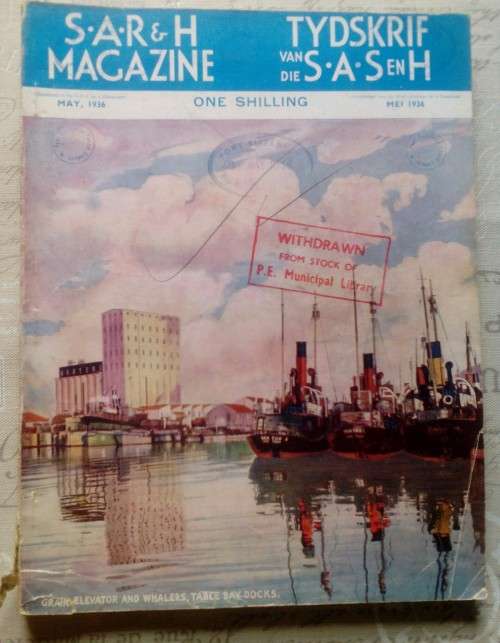 S·A·R & H
MAGAZINE
TYDSKRIF
VAN DIE S·A·S EN H
MAY, 1936
ONE SHILLING
MEI 1936
WITHDRAWN
FROM STOCK OF
P.E. Municipal Library
GRAIN ELEVATOR AND WHALERS, TABLE BAY DOCKS.